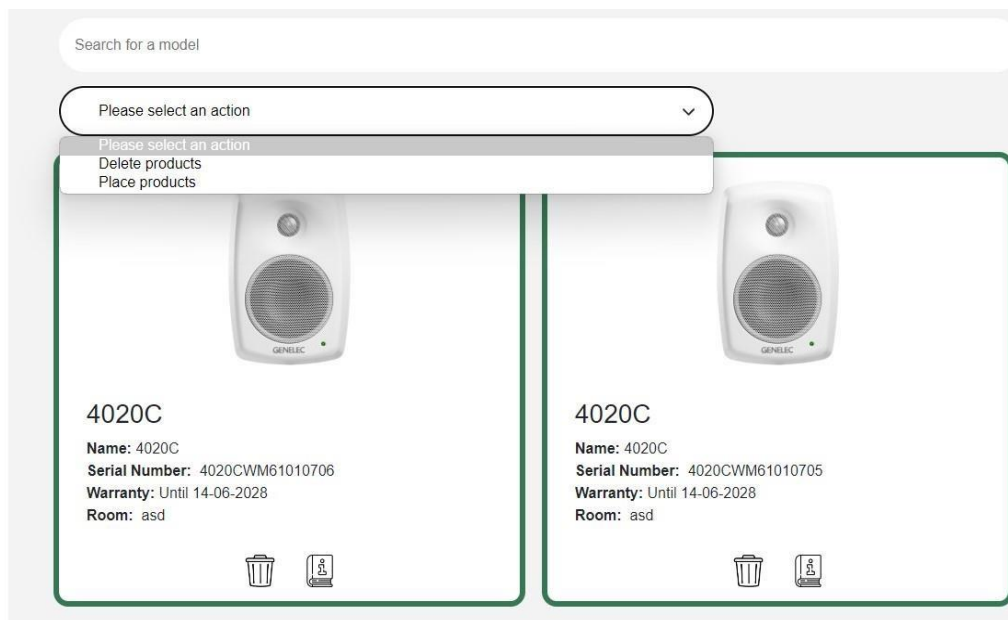 Search for a model
Please select an action
Please select an action
Delete products
Place products
GENELEC
4020C
Name: 4020C
Serial Number: 4020CWM61010706
Warranty: Until 14-06-2028
Room: asd
GENELEC
4020C
Name: 4020C
Serial Number: 4020CWM61010705
Warranty: Until 14-06-2028
Room: asd